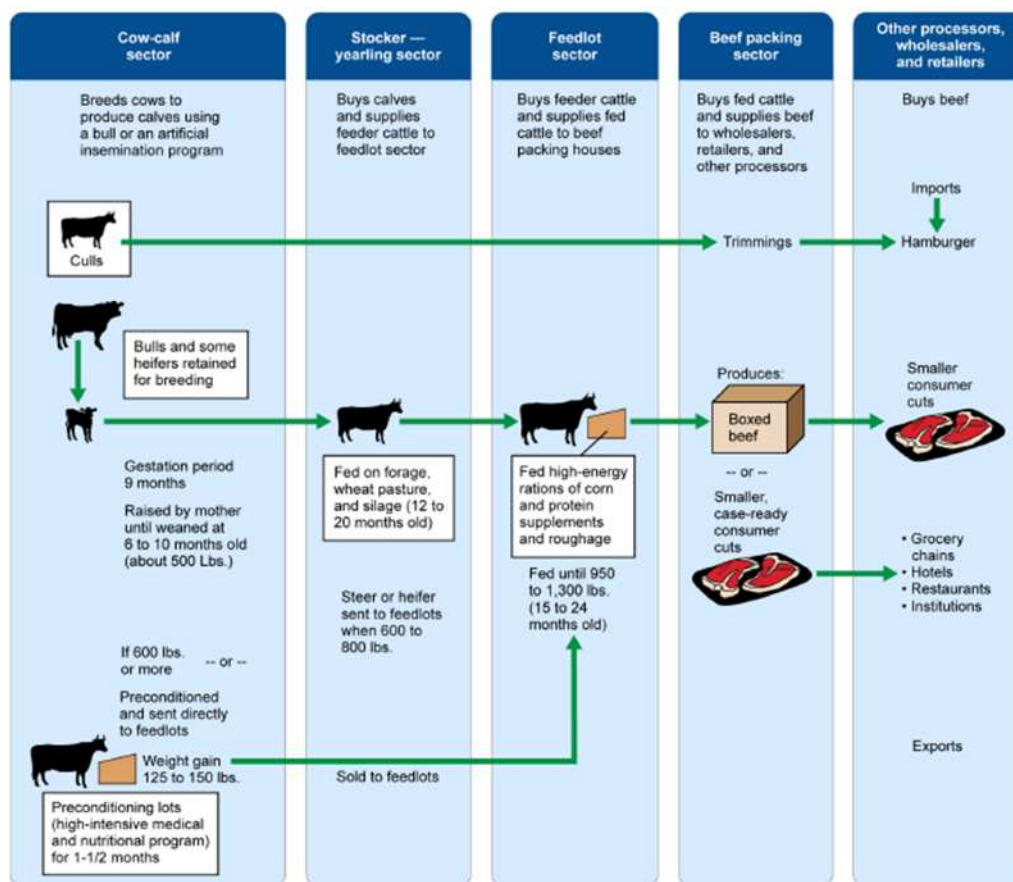 Cow-calf
sector
Breeds cows to
produce calves using
a bull or an artificial
insemination program
Culls
Bulls and some
heifers retained
for breeding
Gestation period
9 months
Raised by mother
until weaned at
6 to 10 months old
(about 500 Lbs.)
If 600 lbs.
or more
-- or --
Preconditioned
and sent directly
to feedlots
Weight gain
125 to 150 lbs.
Preconditioning lots
(high-intensive medical
and nutritional program)
for 1-1/2 months
Stocker —
yearling sector
Buys calves
and supplies
feeder cattle to
feedlot sector
Fed on forage,
wheat pasture,
and silage (12 to
20 months old)
Steer or heifer
sent to feedlots
when 600 to
800 lbs.
Sold to feedlots
Feedlot
sector
Buys feeder cattle
and supplies fed
cattle to beef
packing houses
Fed high-energy
rations of corn
and protein
supplements
and roughage
Fed until 950
to 1,300 lbs.
(15 to 24
months old)
Beef packing
sector
Buys fed cattle
and supplies beef
to wholesalers,
retailers, and
other processors
Trimmings
Produces:
Boxed
beef
-- or --
Smaller,
case-ready
consumer
cuts
Other processors,
wholesalers,
and retailers
Buys beef
Imports
Hamburger
Smaller
consumer
cuts
• Grocery
chains
• Hotels
• Restaurants
• Institutions
Exports